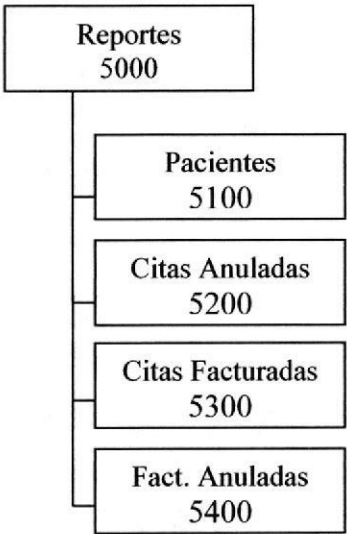 Reportes
5000
Pacientes
5100
Citas Anuladas
5200
Citas Facturadas
5300
Fact. Anuladas
5400